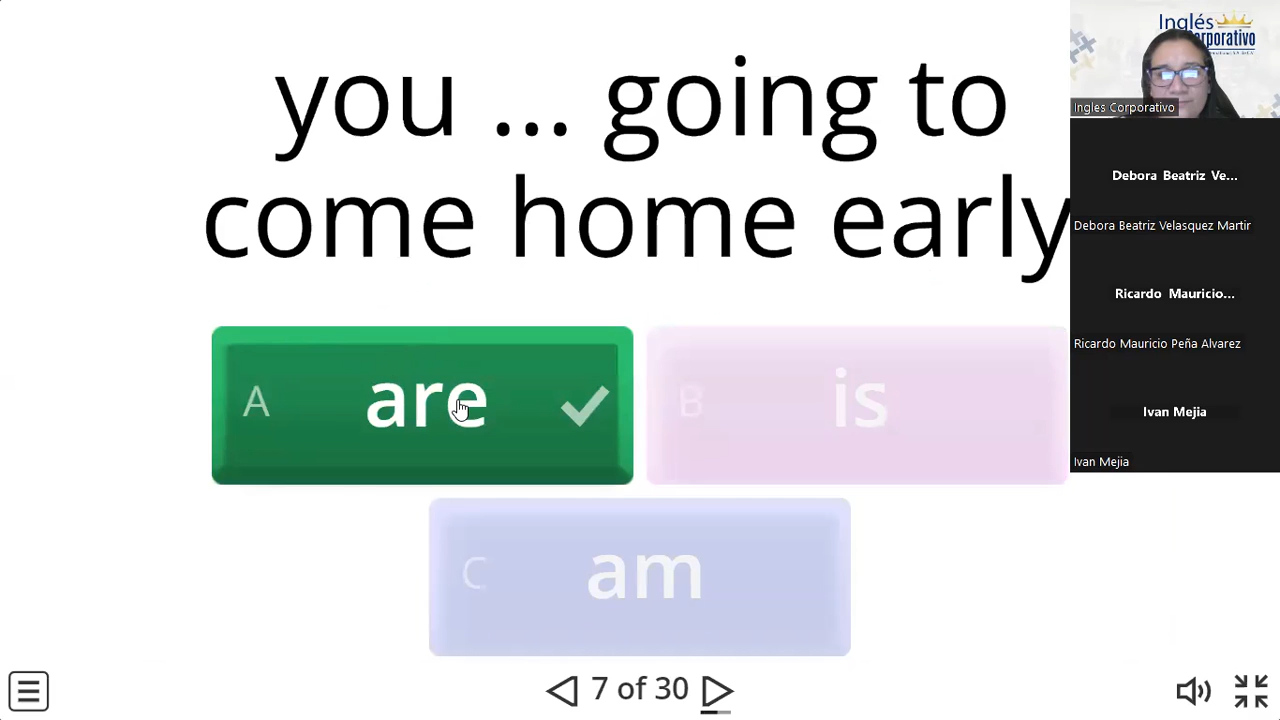 you ... going to
come home early
A are
B is
C am
7 of 30
Inglés
Corporativo
Ingles Corporativo
Debora Beatriz Ve...
Debora Beatriz Velasquez Martir
Ricardo Mauricio...
Ricardo Mauricio Peña Alvarez
Ivan Mejia
Ivan Mejia